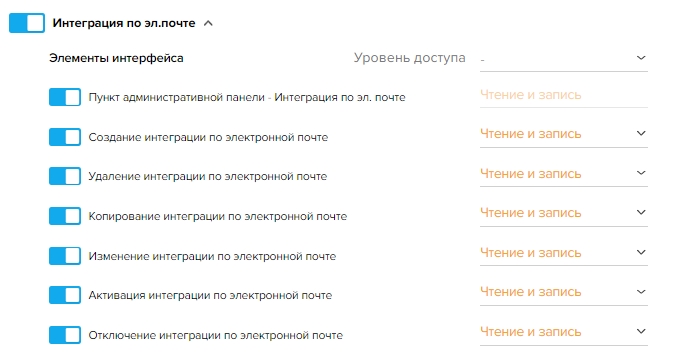 Интеграция по эл.почте
Элементы интерфейса Уровень доступа -
Пункт административной панели - Интеграция по эл. почте Чтение и запись
Создание интеграции по электронной почте Чтение и запись
Удаление интеграции по электронной почте Чтение и запись
Копирование интеграции по электронной почте Чтение и запись
Изменение интеграции по электронной почте Чтение и запись
Активация интеграции по электронной почте Чтение и запись
Отключение интеграции по электронной почте Чтение и запись